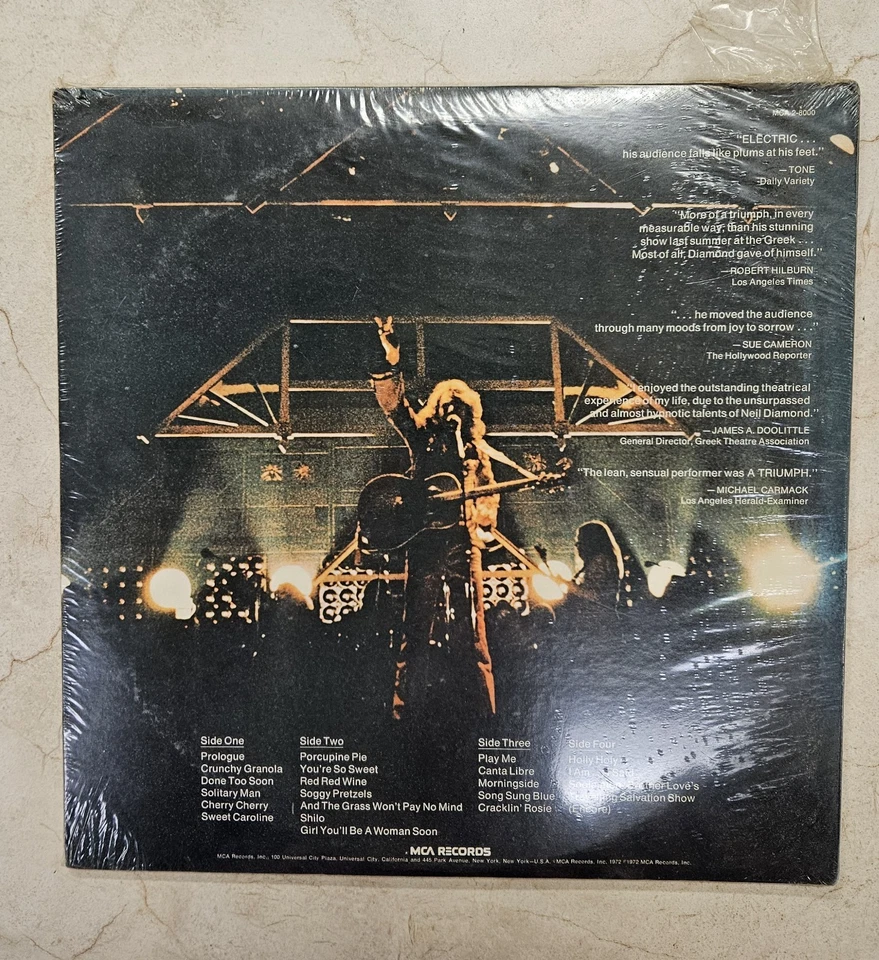 MCA 2-8000
"ELECTRIC . . .
his audience falls like plums at his feet."
— TONE
Daily Variety
"More of a triumph, in every
measurable way, than his stunning
show last summer at the Greek . . .
Most of all, Diamond gave of himself."
— ROBERT HILBURN
Los Angeles Times
". . . he moved the audience
through many moods from joy to sorrow . . ."
— SUE CAMERON
The Hollywood Reporter
enjoyed the outstanding theatrical
experience of my life, due to the unsurpassed
and almost hypnotic talents of Neil Diamond."
— JAMES A. DOOLITTLE
General Director, Greek Theatre Association
"The lean, sensual performer was A TRIUMPH."
— MICHAEL CARMACK
Los Angeles Herald-Examiner
Side One
Prologue
Crunchy Granola
Done Too Soon
Solitary Man
Cherry Cherry
Sweet Caroline
Side Two
Porcupine Pie
You're So Sweet
Red Red Wine
Soggy Pretzels
And The Grass Won't Pay No Mind
Shilo
Girl You'll Be A Woman Soon
Side Three
Play Me
Canta Libre
Morningside
Song Sung Blue
Cracklin' Rosie
Side Four
Holly Holy
I Am
Love's
Salvation Show
(Encore)
MCA RECORDS
MCA Records, Inc., 100 Universal City Plaza, Universal City, California and 445 Park Avenue, New York, New York—U.S.A. ©MCA Records, Inc. 1972 ℗1972 MCA Records, Inc.